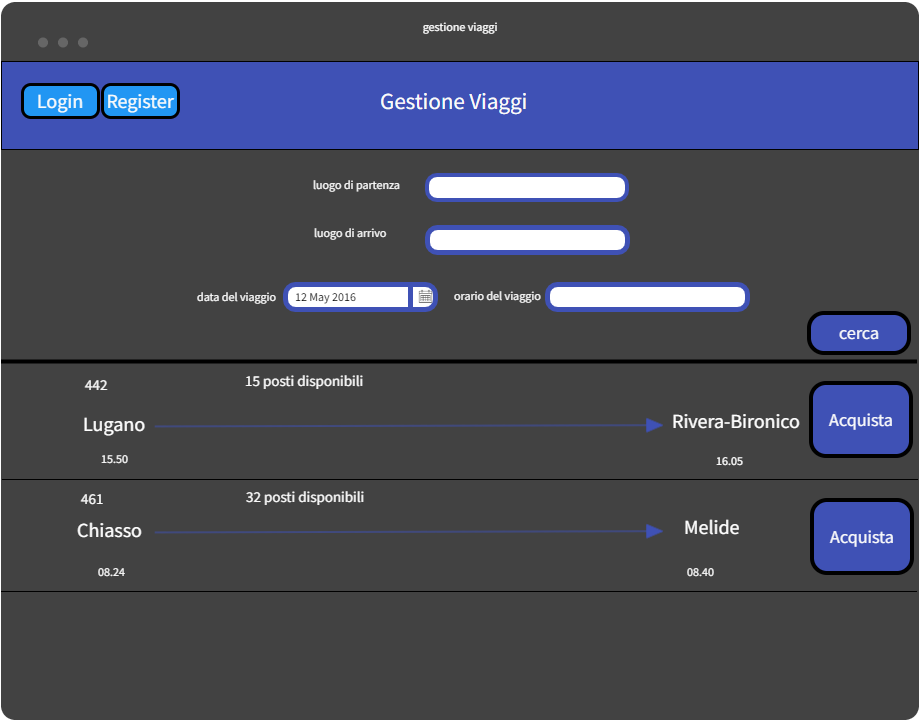 gestione viaggi
Login Register
Gestione Viaggi
luogo di partenza
luogo di arrivo
data del viaggio 12 May 2016 orario del viaggio
cerca
442 15 posti disponibili
Lugano Rivera-Bironico Acquista
15.50 16.05
461 32 posti disponibili
Chiasso Melide Acquista
08.24 08.40